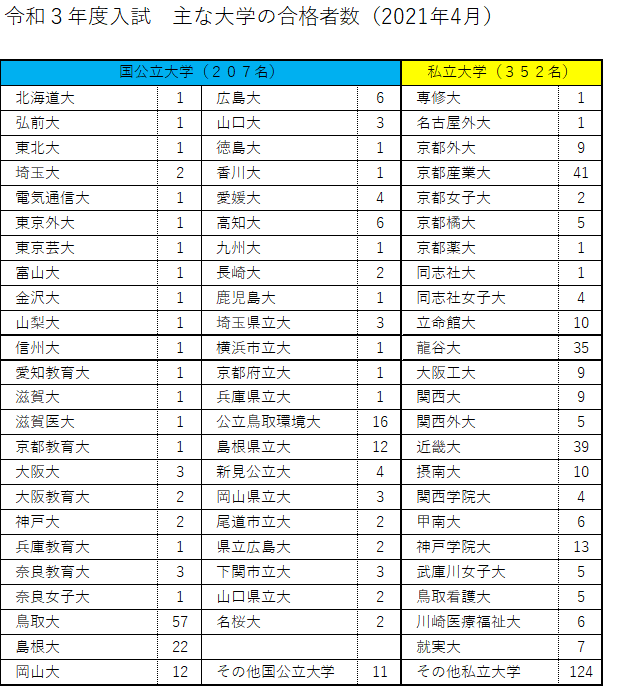 令和３年度入試　主な大学の合格者数（2021年4月）
国公立大学（２０７名） 私立大学（３５２名）
北海道大 1 広島大 6 専修大 1
弘前大 1 山口大 3 名古屋外大 1
東北大 1 徳島大 1 京都外大 9
埼玉大 2 香川大 1 京都産業大 41
電気通信大 1 愛媛大 4 京都女子大 2
東京外大 1 高知大 6 京都橘大 5
東京芸大 1 九州大 1 京都薬大 1
富山大 1 長崎大 2 同志社大 1
金沢大 1 鹿児島大 1 同志社女子大 4
山梨大 1 埼玉県立大 3 立命館大 10
信州大 1 横浜市立大 1 龍谷大 35
愛知教育大 1 京都府立大 1 大阪工大 9
滋賀大 1 兵庫県立大 1 関西大 9
滋賀医大 1 公立鳥取環境大 16 関西外大 5
京都教育大 1 島根県立大 12 近畿大 39
大阪大 3 新見公立大 4 摂南大 10
大阪教育大 2 岡山県立大 3 関西学院大 4
神戸大 2 尾道市立大 2 甲南大 6
兵庫教育大 1 県立広島大 2 神戸学院大 13
奈良教育大 3 下関市立大 3 武庫川女子大 5
奈良女子大 1 山口県立大 2 鳥取看護大 5
鳥取大 57 名桜大 2 川崎医療福祉大 6
島根大 22 就実大 7
岡山大 12 その他国公立大学 11 その他私立大学 124